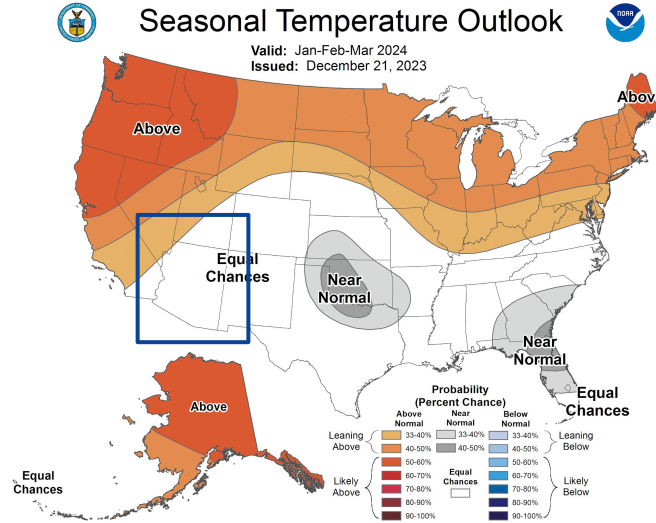 Seasonal Temperature Outlook
NOAA
Valid: Jan-Feb-Mar 2024
Issued: December 21, 2023
Above
Abov
Equal
Chances
Near
Normal
Near
Normal
Equal
Chances
Above
Equal
Chances
Probability
(Percent Chance)
Above
Normal
Near
Normal
Below
Normal
Leaning
Above
33-40%
40-50%
33-40%
40-50%
33-40%
40-50%
Leaning
Below
Likely
Above
50-60%
60-70%
70-80%
80-90%
90-100%
Equal
Chances
50-60%
60-70%
70-80%
80-90%
90-100%
Likely
Below